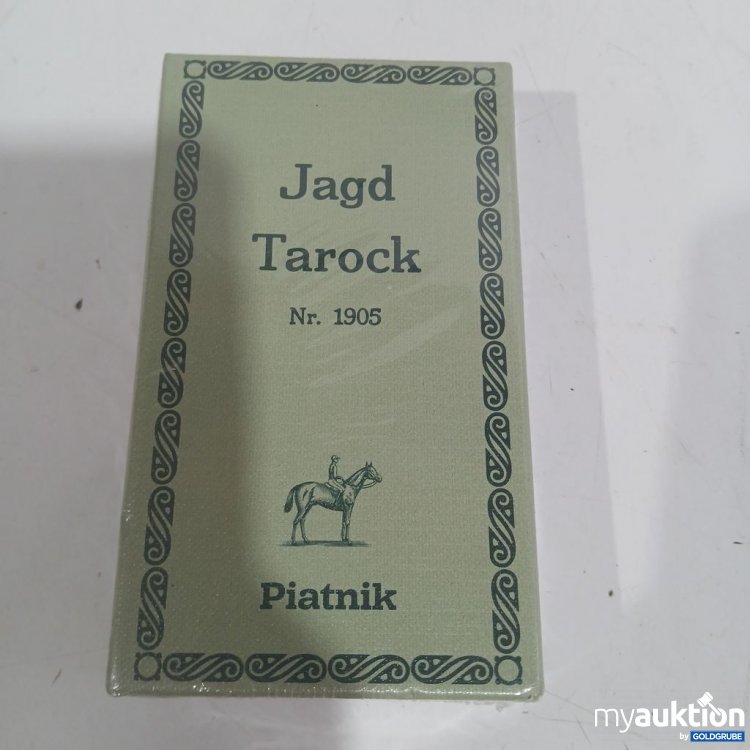 Jagd
Tarock
Nr. 1905
Piatnik
myauktion
by GOLDGRUBE